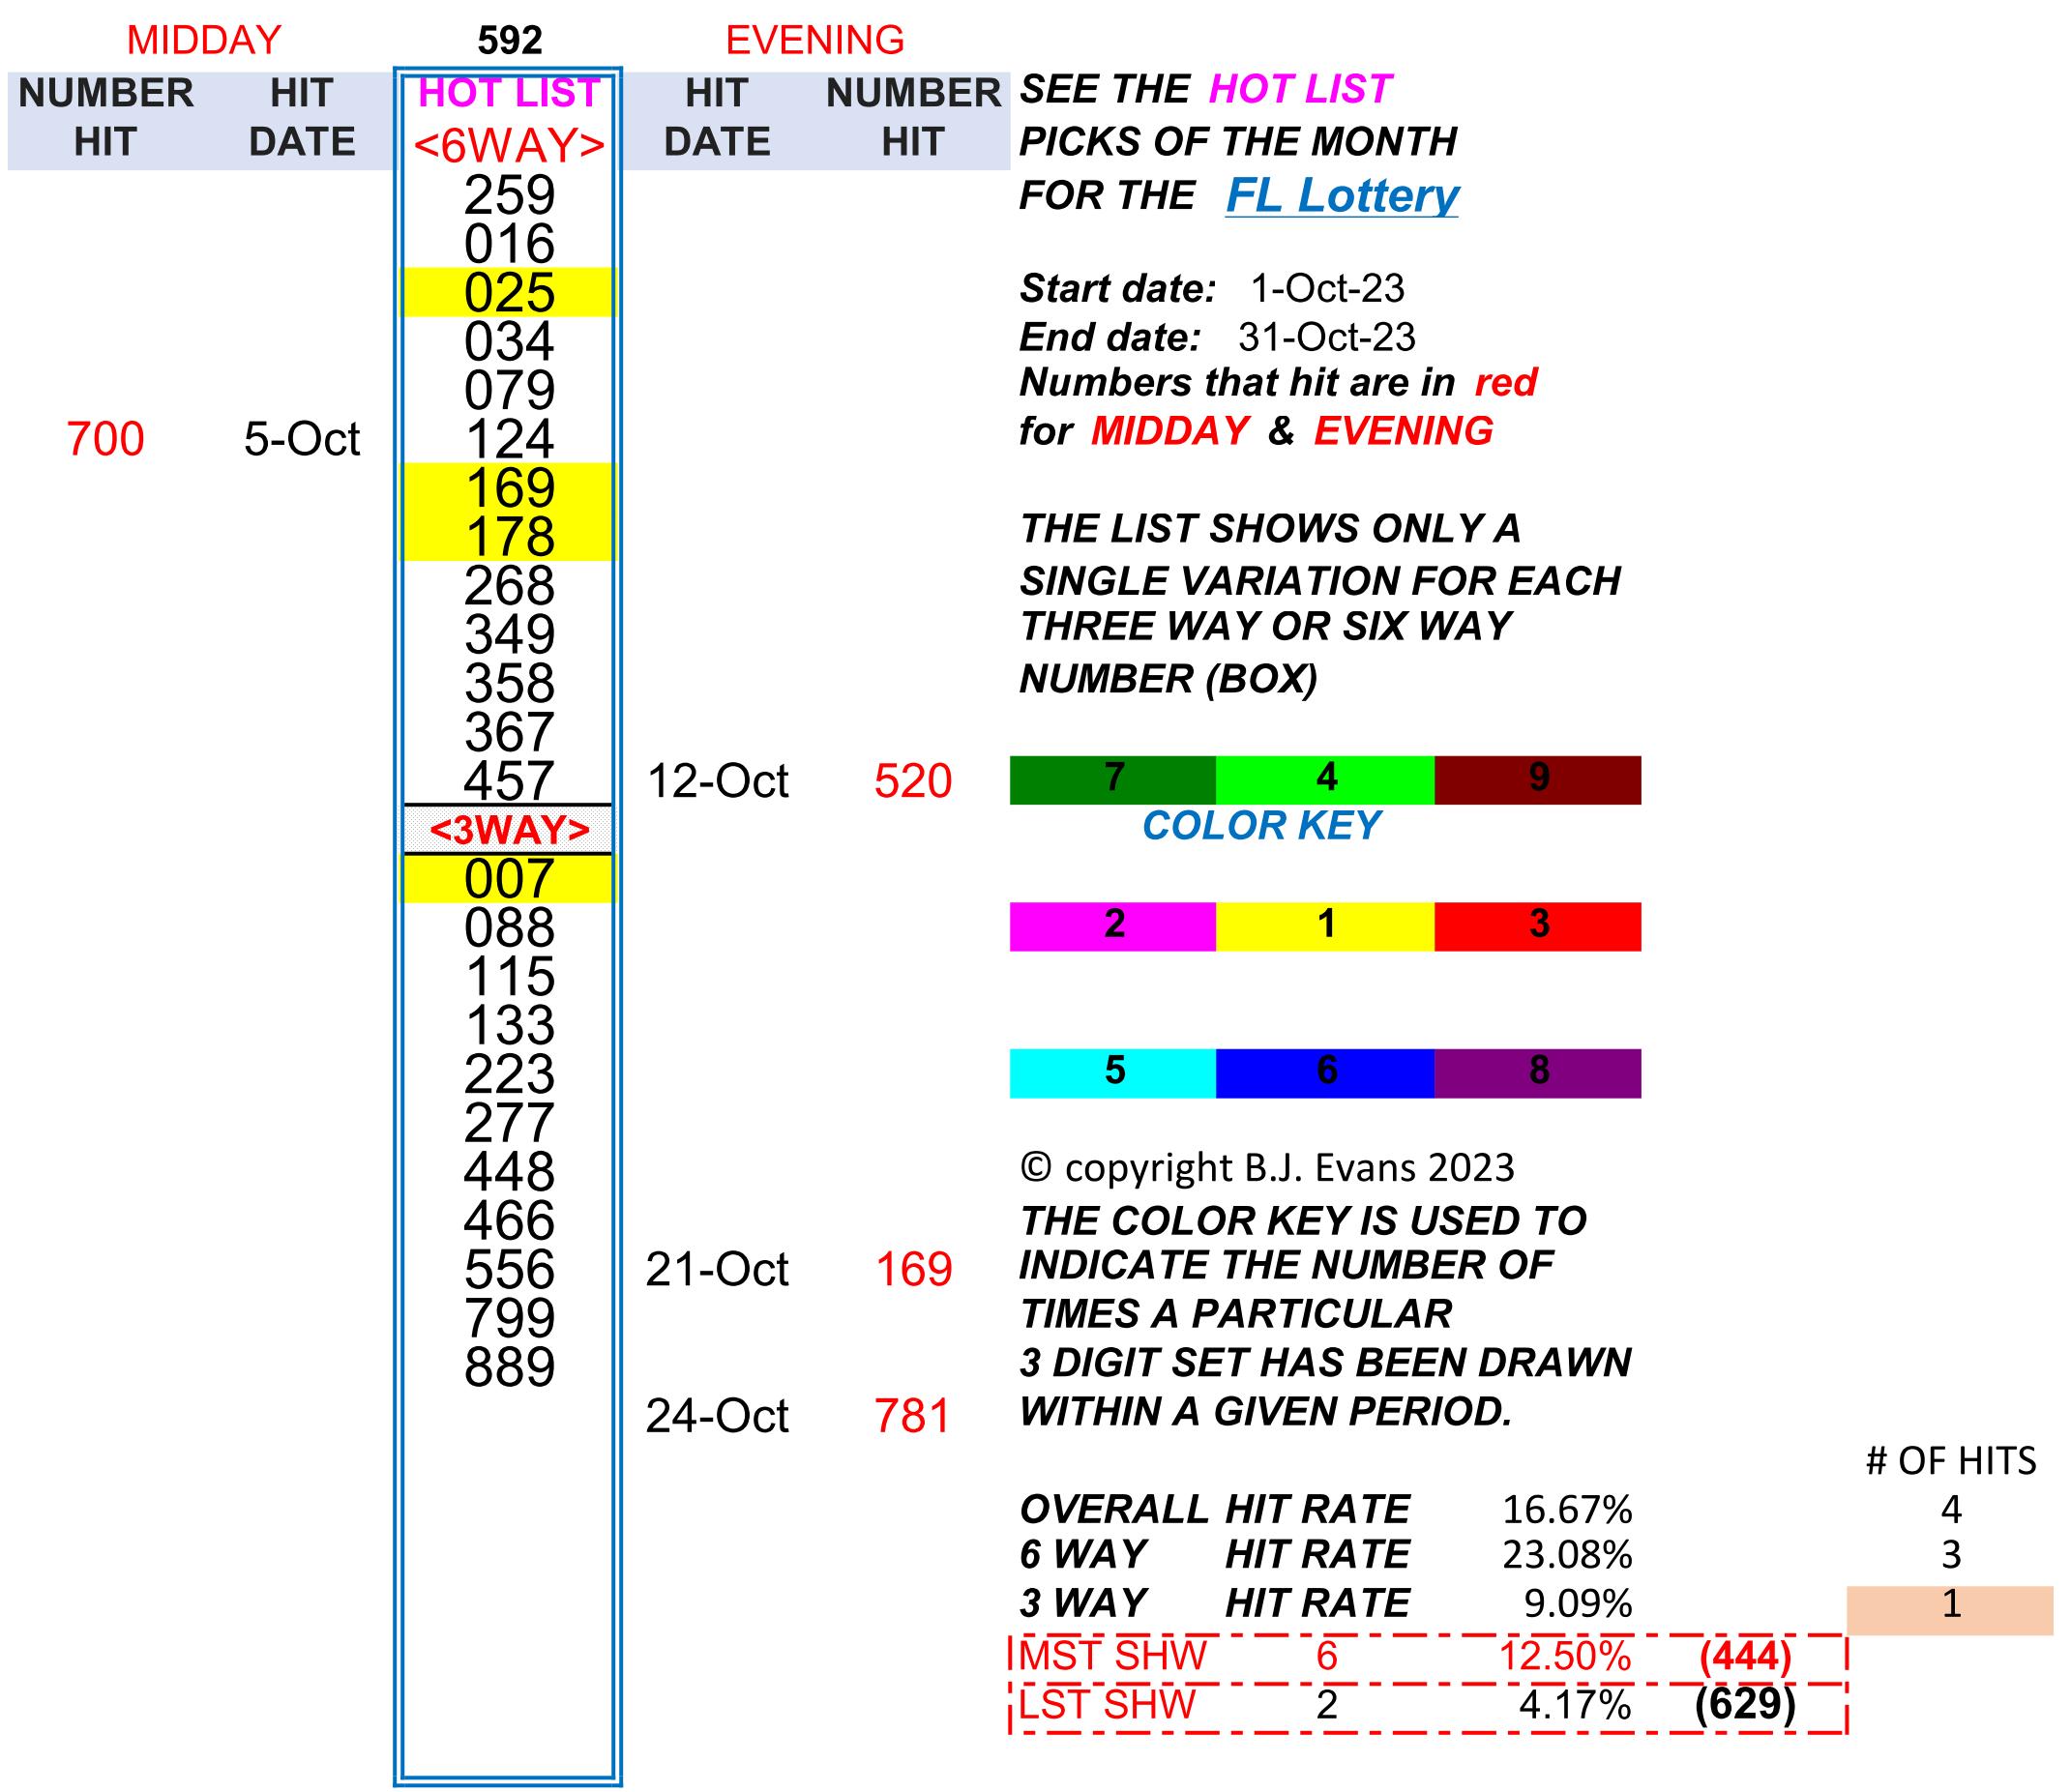 MIDDAY 592 EVENING
NUMBER HIT HOT LIST HIT NUMBER SEE THE HOT LIST
HIT DATE <6WAY> DATE HIT PICKS OF THE MONTH
259 FOR THE FL Lottery
016
025 Start date: 1-Oct-23
034 End date: 31-Oct-23
079 Numbers that hit are in red
700 5-Oct 124 for MIDDAY & EVENING
169
178 THE LIST SHOWS ONLY A
268 SINGLE VARIATION FOR EACH
349 THREE WAY OR SIX WAY
358 NUMBER (BOX)
367
457 12-Oct 520 7 4 9
<3WAY> COLOR KEY
007
088 2 1 3
115
133
223 5 6 8
277
448 © copyright B.J. Evans 2023
466 THE COLOR KEY IS USED TO
556 21-Oct 169 INDICATE THE NUMBER OF
799 TIMES A PARTICULAR
889 3 DIGIT SET HAS BEEN DRAWN
24-Oct 781 WITHIN A GIVEN PERIOD.
# OF HITS
OVERALL HIT RATE 16.67% 4
6 WAY HIT RATE 23.08% 3
3 WAY HIT RATE 9.09% 1
MST SHW 6 12.50% (444)
LST SHW 2 4.17% (629)